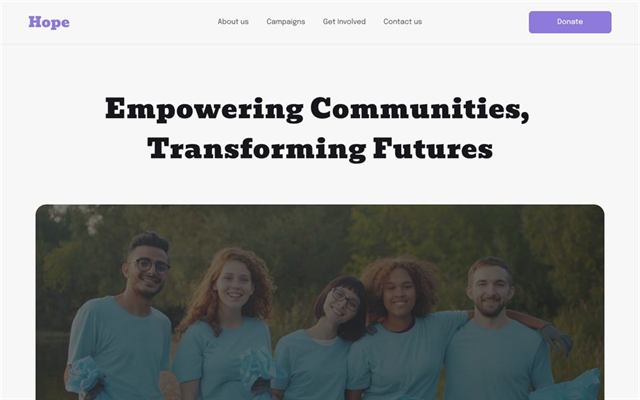 Hope
About us
Campaigns
Get Involved
Contact us
Donate
Empowering Communities,
Transforming Futures